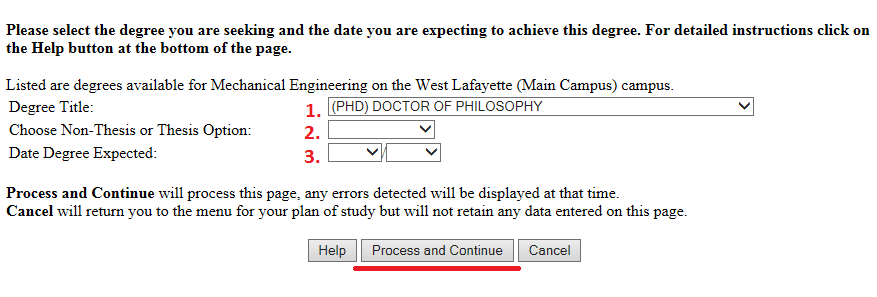 Please select the degree you are seeking and the date you are expecting to achieve this degree. For detailed instructions click on
the Help button at the bottom of the page.
Listed are degrees available for Mechanical Engineering on the West Lafayette (Main Campus) campus.
Degree Title: 1. (PHD) DOCTOR OF PHILOSOPHY
Choose Non-Thesis or Thesis Option: 2.
Date Degree Expected: 3. /
Process and Continue will process this page, any errors detected will be displayed at that time.
Cancel will return you to the menu for your plan of study but will not retain any data entered on this page.
Help Process and Continue Cancel